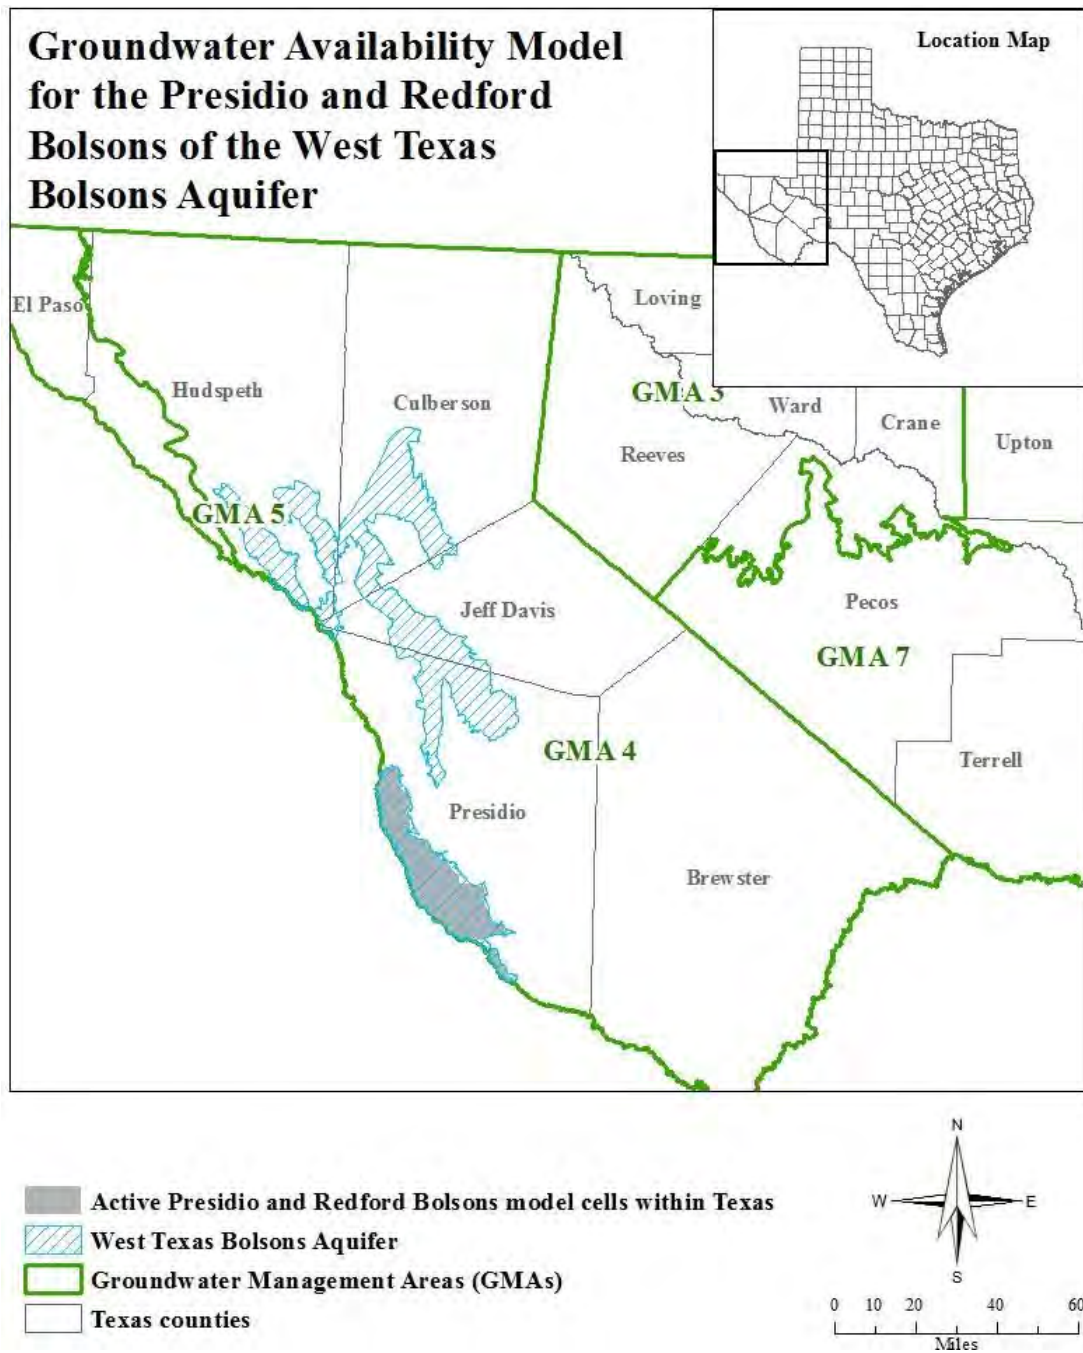 Groundwater Availability Model
for the Presidio and Redford
Bolsons of the West Texas
Bolsons Aquifer
Location Map
El Paso
Loving
Hudspeth
Culberson
GMA 3
Ward
Crane
Upton
Reeves
GMA 5
Jeff Davis
Pecos
GMA 7
GMA 4
Terrell
Presidio
Brewster
N
W
E
S
Active Presidio and Redford Bolsons model cells within Texas
West Texas Bolsons Aquifer
Groundwater Management Areas (GMAs)
Texas counties
0 10 20 40 60
Miles